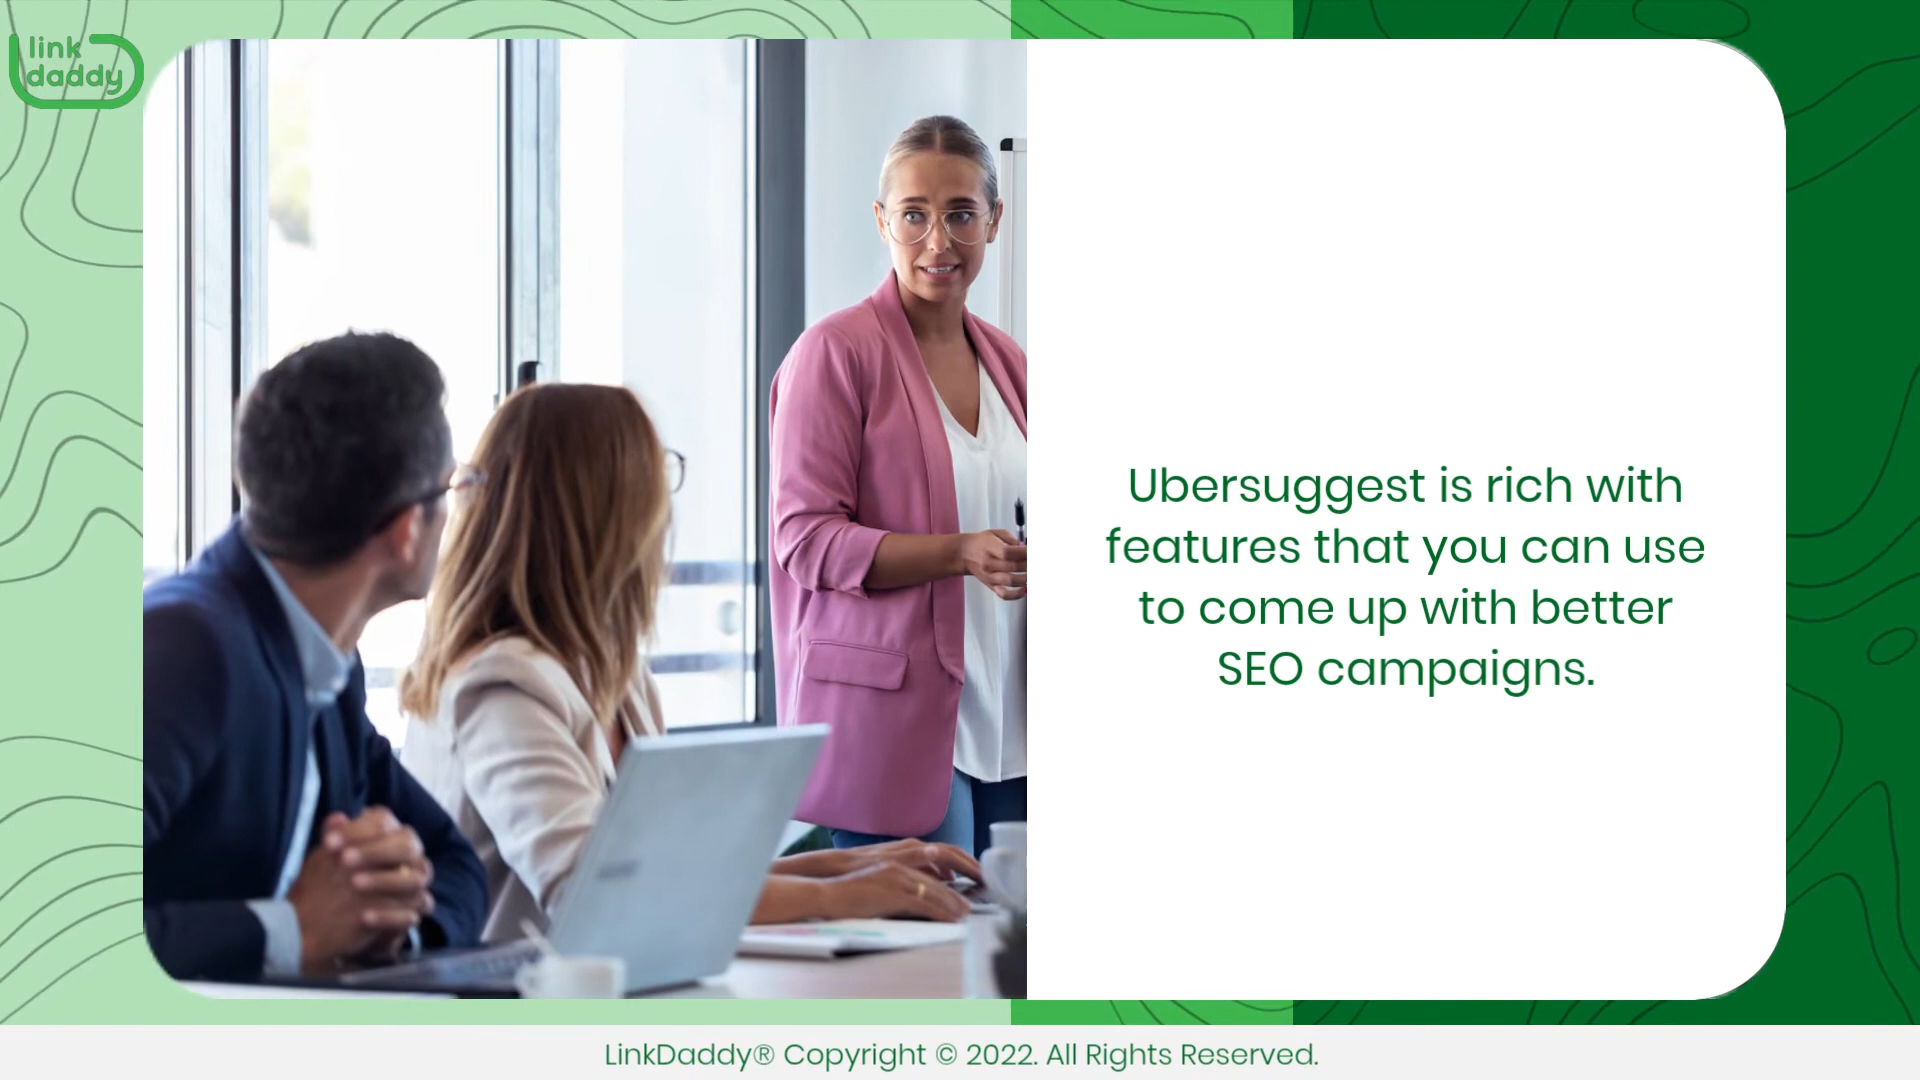 link
daddy
Ubersuggest is rich with
features that you can use
to come up with better
SEO campaigns.
LinkDaddy® Copyright © 2022. All Rights Reserved.